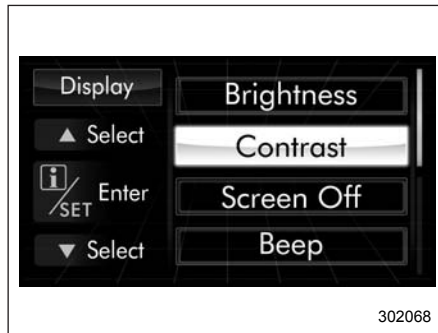 Display
▲ Select
i/SET Enter
▼ Select
Brightness
Contrast
Screen Off
Beep
302068